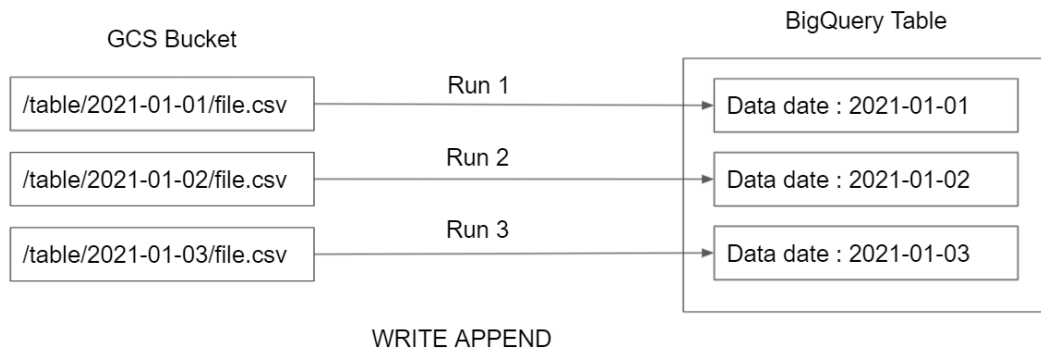 GCS Bucket
BigQuery Table
/table/2021-01-01/file.csv
Run 1
Data date : 2021-01-01
/table/2021-01-02/file.csv
Run 2
Data date : 2021-01-02
/table/2021-01-03/file.csv
Run 3
Data date : 2021-01-03
WRITE APPEND